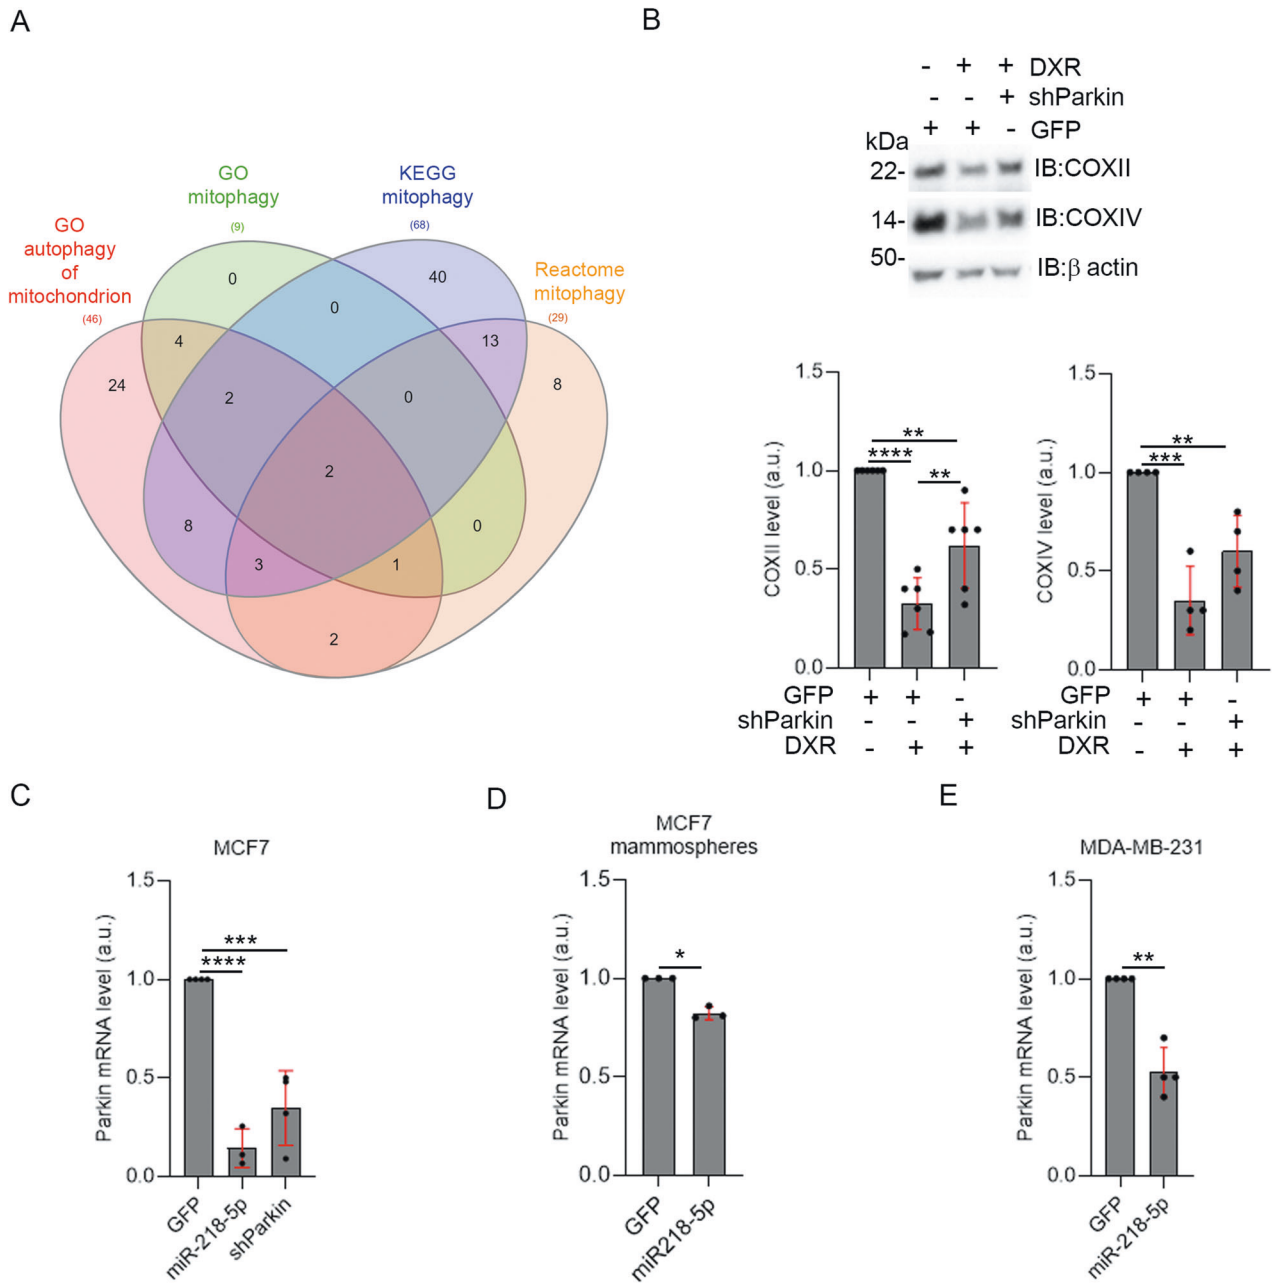 A
GO
mitophagy
(9)
KEGG
mitophagy
(68)
GO
autophagy
of
mitochondrion
(46)
Reactome
mitophagy
(29)
0
40
0
4
13
24
2
0
8
2
8
0
3
1
2
B
- + + DXR
- - + shParkin
+ + - GFP
kDa
22- IB:COXII
14- IB:COXIV
50- IB:β actin
COXII level (a.u.)
1.5
1.0
0.5
0.0
**
****
**
GFP + + -
shParkin - - +
DXR - + +
COXIV level (a.u.)
1.5
1.0
0.5
0.0
**
***
GFP + + -
shParkin - - +
DXR - + +
C
MCF7
Parkin mRNA level (a.u.)
1.5
1.0
0.5
0.0
***
****
GFP
miR-218-5p
shParkin
D
MCF7
mammospheres
Parkin mRNA level (a.u.)
1.5
1.0
0.5
0.0
*
GFP
miR218-5p
E
MDA-MB-231
Parkin mRNA level (a.u.)
1.5
1.0
0.5
0.0
**
GFP
miR-218-5p